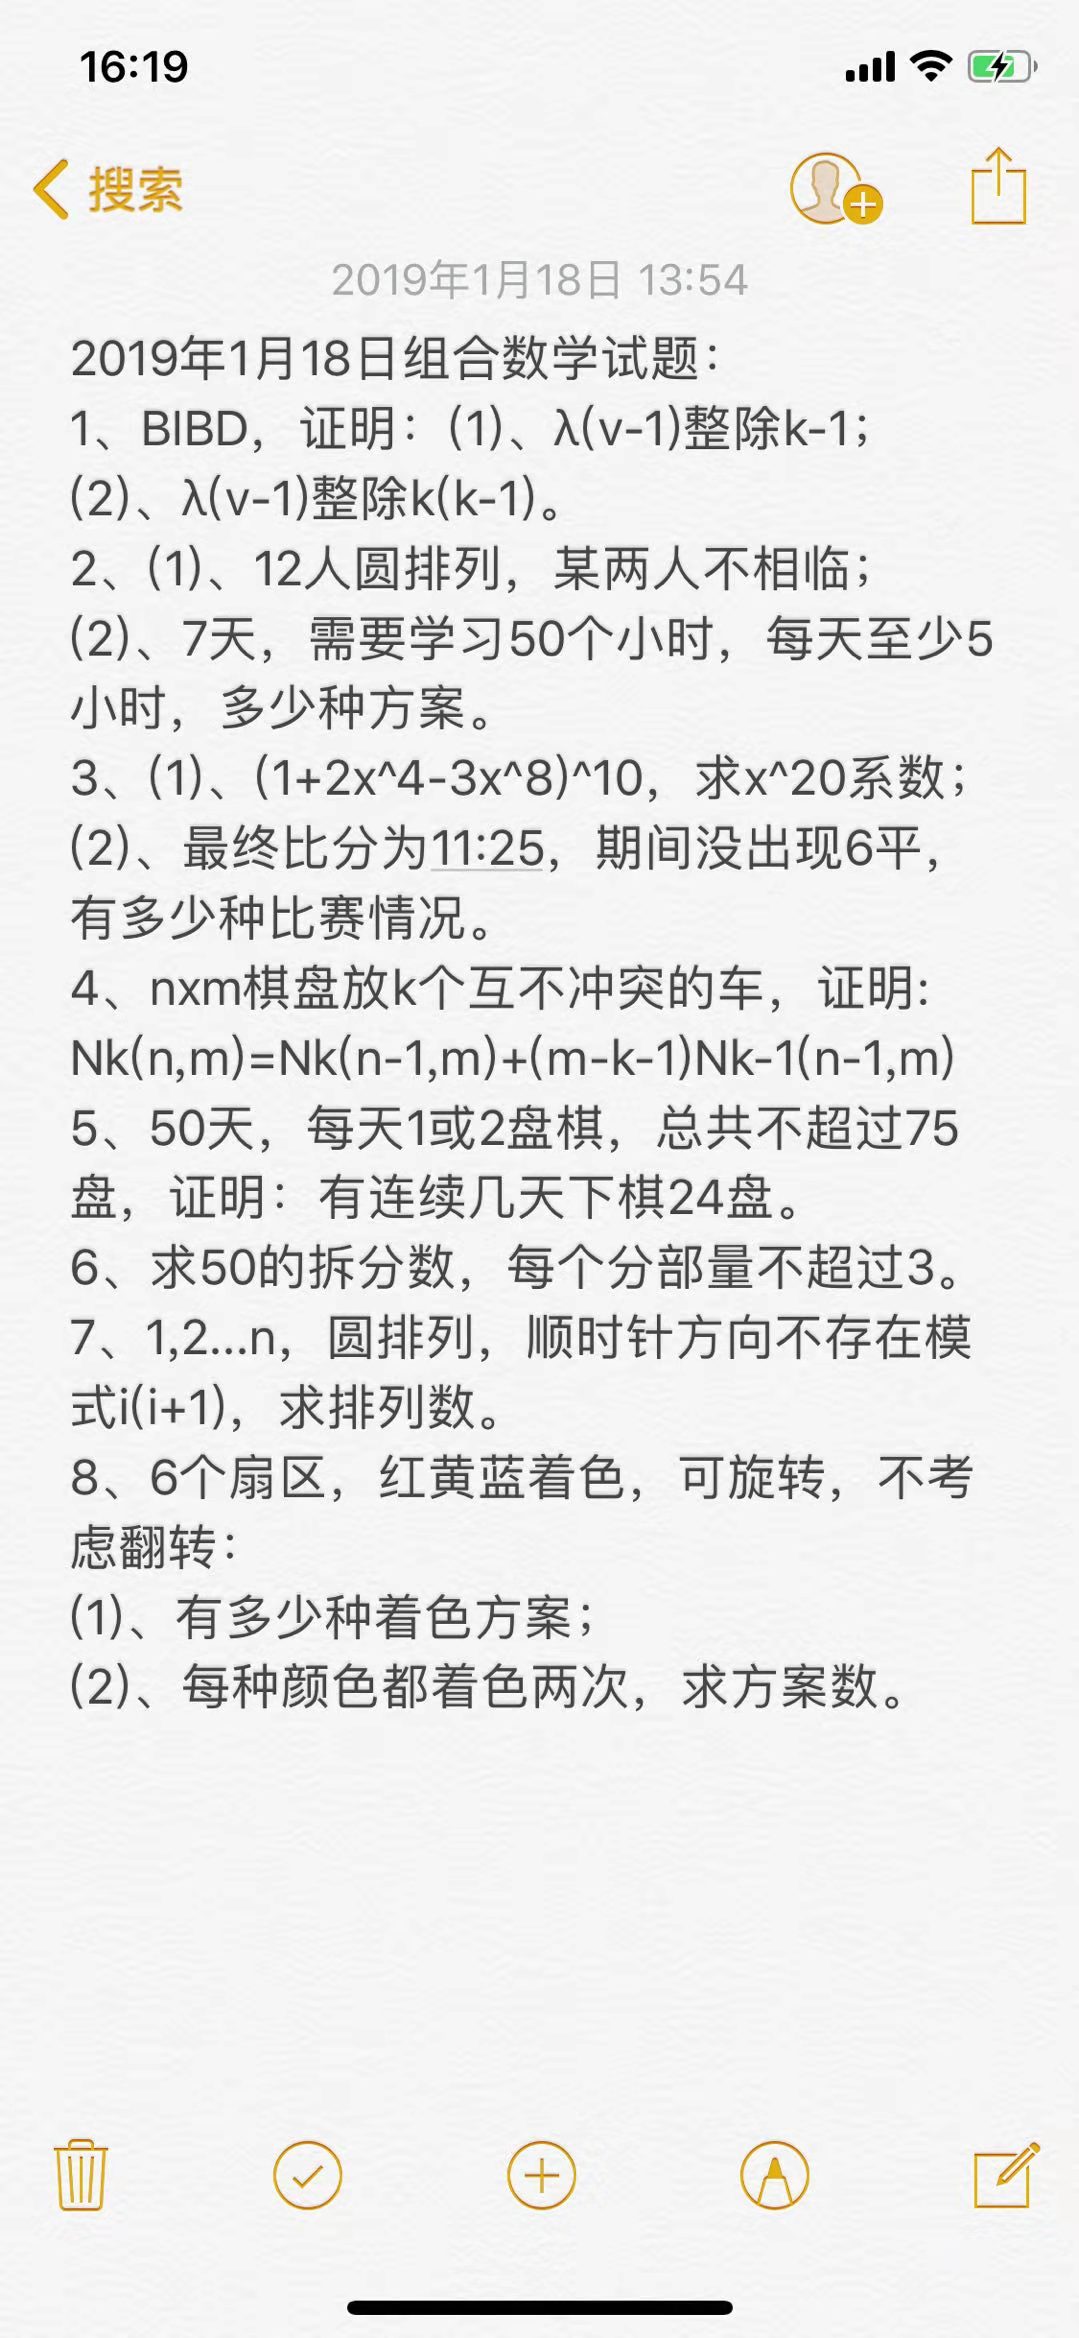 16:19
搜索
2019年1月18日 13:54
2019年1月18日组合数学试题：
1、BIBD，证明：(1)、λ(v-1)整除k-1；
(2)、λ(v-1)整除k(k-1)。
2、(1)、12人圆排列，某两人不相临；
(2)、7天，需要学习50个小时，每天至少5
小时，多少种方案。
3、(1)、(1+2x^4-3x^8)^10，求x^20系数；
(2)、最终比分为11:25，期间没出现6平，
有多少种比赛情况。
4、nxm棋盘放k个互不冲突的车，证明:
Nk(n,m)=Nk(n-1,m)+(m-k-1)Nk-1(n-1,m)
5、50天，每天1或2盘棋，总共不超过75
盘，证明：有连续几天下棋24盘。
6、求50的拆分数，每个分部量不超过3。
7、1,2...n，圆排列，顺时针方向不存在模
式i(i+1)，求排列数。
8、6个扇区，红黄蓝着色，可旋转，不考
虑翻转：
(1)、有多少种着色方案；
(2)、每种颜色都着色两次，求方案数。